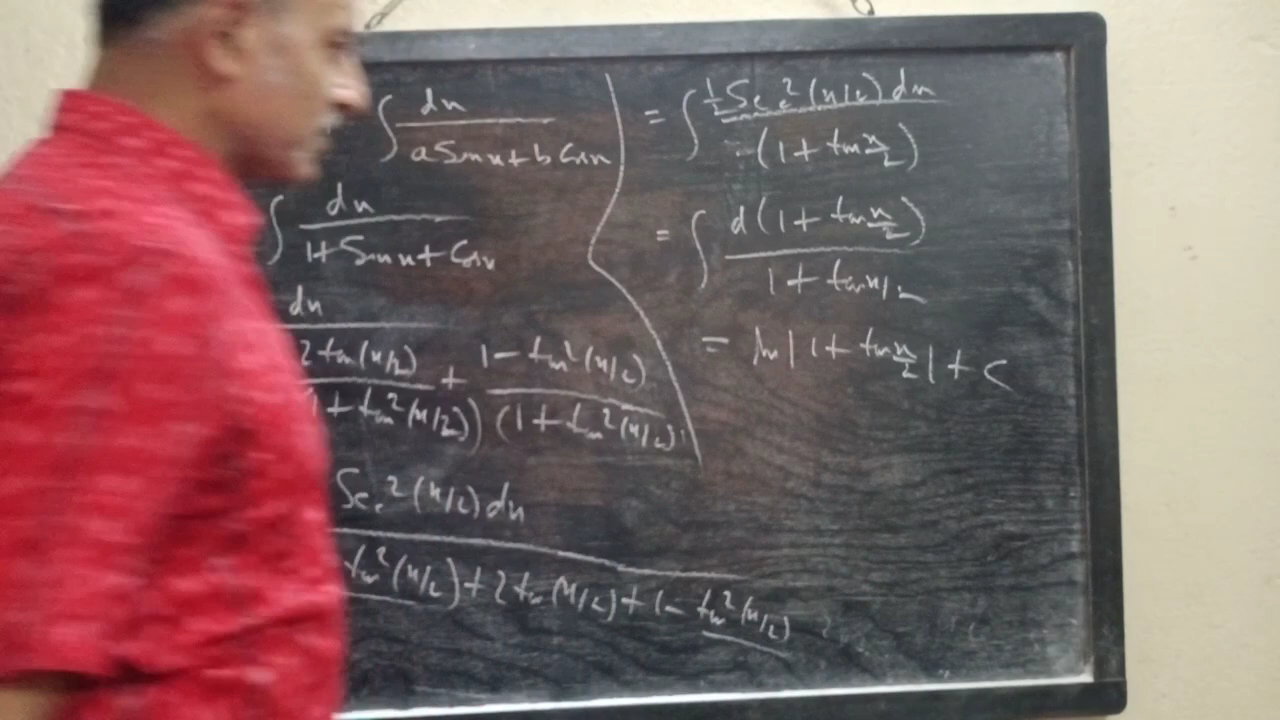 ∫ dx / a Sin x + b Cos x
∫ dx / 1 + Sin x + Cos x
dx
2 tan(x/2) / (1 + tan²(x/2)) + 1 - tan²(x/2) / (1 + tan²(x/2))
Sec²(x/2) dx
tan²(x/2) + 2 tan(x/2) + 1 - tan²(x/2)
= ∫ ½ Sec²(x/2) dx / (1 + tan x/2)
= ∫ d(1 + tan x/2) / 1 + tan x/2
= ln |1 + tan x/2| + c